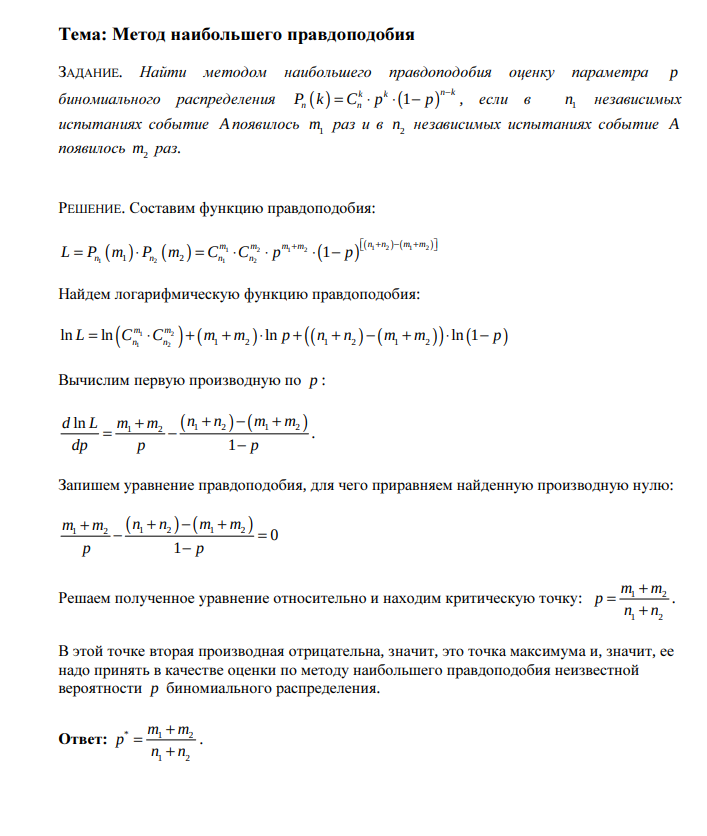 Тема: Метод наибольшего правдоподобия
ЗАДАНИЕ. Найти методом наибольшего правдоподобия оценку параметра p
биномиального распределения $P_n(k) = C_n^k \cdot p^k \cdot (1-p)^{n-k}$, если в $n_1$ независимых
испытаниях событие A появилось $m_1$ раз и в $n_2$ независимых испытаниях событие A
появилось $m_2$ раз.
РЕШЕНИЕ. Составим функцию правдоподобия:
$L = P_{n_1}(m_1) \cdot P_{n_2}(m_2) = C_{n_1}^{m_1} \cdot C_{n_2}^{m_2} \cdot p^{m_1+m_2} \cdot (1-p)^{[(n_1+n_2)-(m_1+m_2)]}$
Найдем логарифмическую функцию правдоподобия:
$\ln L = \ln(C_{n_1}^{m_1} \cdot C_{n_2}^{m_2}) + (m_1+m_2) \cdot \ln p + ((n_1+n_2)-(m_1+m_2)) \cdot \ln(1-p)$
Вычислим первую производную по p :
$\frac{d \ln L}{dp} = \frac{m_1+m_2}{p} - \frac{(n_1+n_2)-(m_1+m_2)}{1-p}.$
Запишем уравнение правдоподобия, для чего приравняем найденную производную нулю:
$\frac{m_1+m_2}{p} - \frac{(n_1+n_2)-(m_1+m_2)}{1-p} = 0$
Решаем полученное уравнение относительно и находим критическую точку: $p = \frac{m_1+m_2}{n_1+n_2}.$
В этой точке вторая производная отрицательна, значит, это точка максимума и, значит, ее
надо принять в качестве оценки по методу наибольшего правдоподобия неизвестной
вероятности p биномиального распределения.
Ответ: $p^* = \frac{m_1+m_2}{n_1+n_2}.$